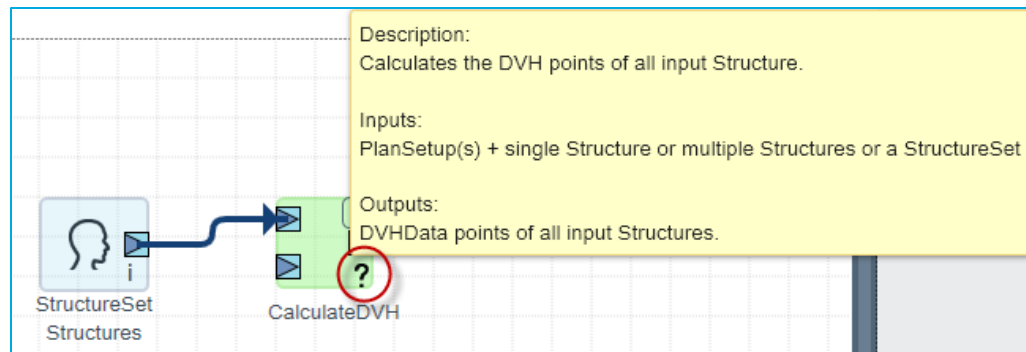 Description:
Calculates the DVH points of all input Structure.
Inputs:
PlanSetup(s) + single Structure or multiple Structures or a StructureSet
Outputs:
DVHData points of all input Structures.
i
?
StructureSet
Structures
CalculateDVH